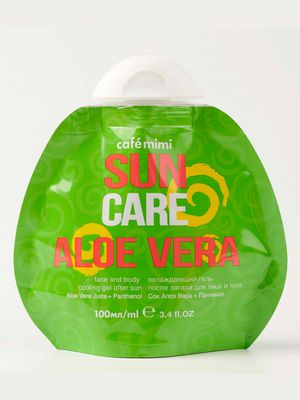 café mimi
SUN
CARE
ALOE VERA
face and body охлаждающий гель
cooling gel after sun после загара для лица и тела
Aloe Vera Juice+ Panthenol Сок Алоэ Вера + Пантенол
100мл/ml e 3.4 fl.OZ